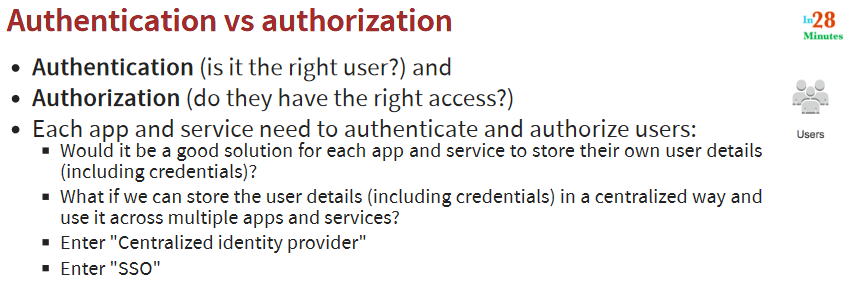 Authentication vs authorization
In28
Minutes
• Authentication (is it the right user?) and
• Authorization (do they have the right access?)
• Each app and service need to authenticate and authorize users:
▪ Would it be a good solution for each app and service to store their own user details
(including credentials)?
▪ What if we can store the user details (including credentials) in a centralized way and
use it across multiple apps and services?
▪ Enter "Centralized identity provider"
▪ Enter "SSO"
Users